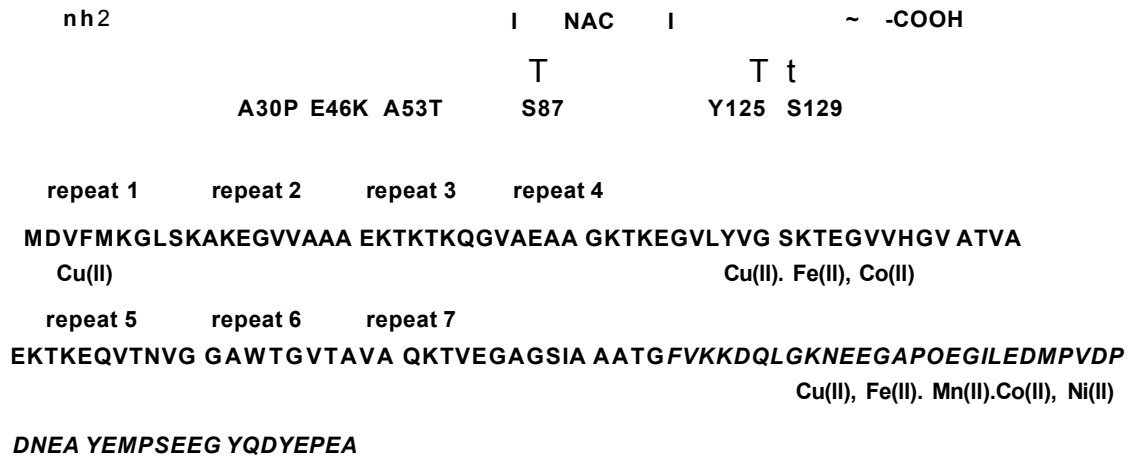 nh2 I NAC I ~ -COOH
T T t
A30P E46K A53T S87 Y125 S129
repeat 1 repeat 2 repeat 3 repeat 4
MDVFMKGLSKAKEGVVAAA EKTKTKQGVAEAA GKTKEGVLYVG SKTEGVVHGV ATVA
Cu(II) Cu(II). Fe(II), Co(II)
repeat 5 repeat 6 repeat 7
EKTKEQVTNVG GAWTGVTAVA QKTVEGAGSIA AATGFVKKDQLGKNEEGAPOEGILEDMPVDP
Cu(II), Fe(II). Mn(II).Co(II), Ni(II)
DNEA YEMPSEEG YQDYEPEA